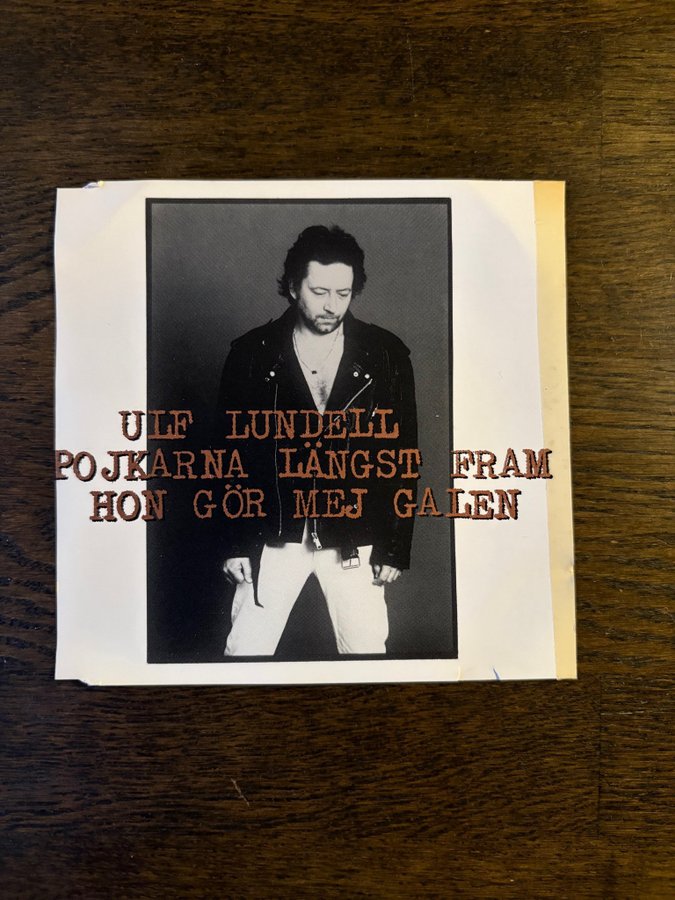 ULF LUNDELL
POJKARNA LÄNGST FRAM
HON GÖR MEJ GALEN